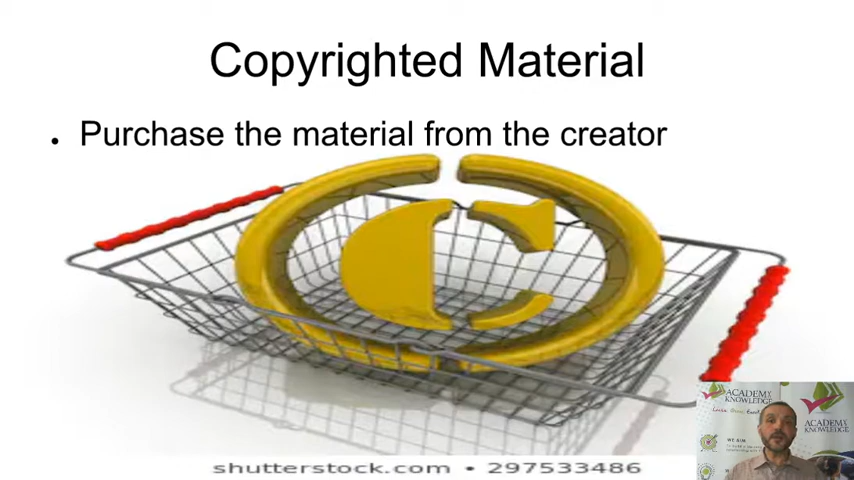 Copyrighted Material
• Purchase the material from the creator
C
shutterstock.com • 297533486
ACADEMY
KNOWLEDGE
ACADEMY
KNOWLEDGE
WE AIM